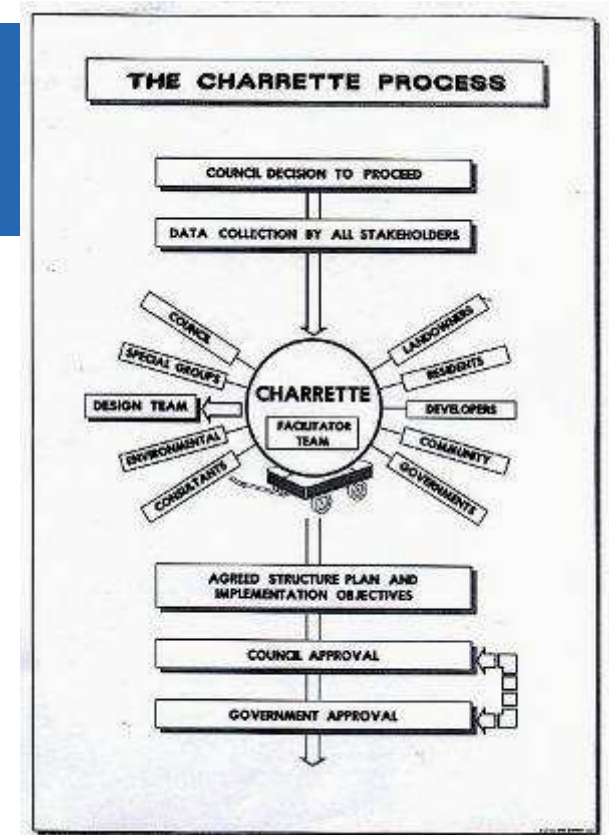 THE CHARRETTE PROCESS
COUNCIL DECISION TO PROCEED
DATA COLLECTION BY ALL STAKEHOLDERS
COUNCIL
SPECIAL GROUPS
DESIGN TEAM
ENVIRONMENTAL
CONSULTANTS
CHARRETTE
FACILITATOR
TEAM
LANDOWNERS
RESIDENTS
DEVELOPERS
COMMUNITY
GOVERNMENTS
AGREED STRUCTURE PLAN AND
IMPLEMENTATION OBJECTIVES
COUNCIL APPROVAL
GOVERNMENT APPROVAL